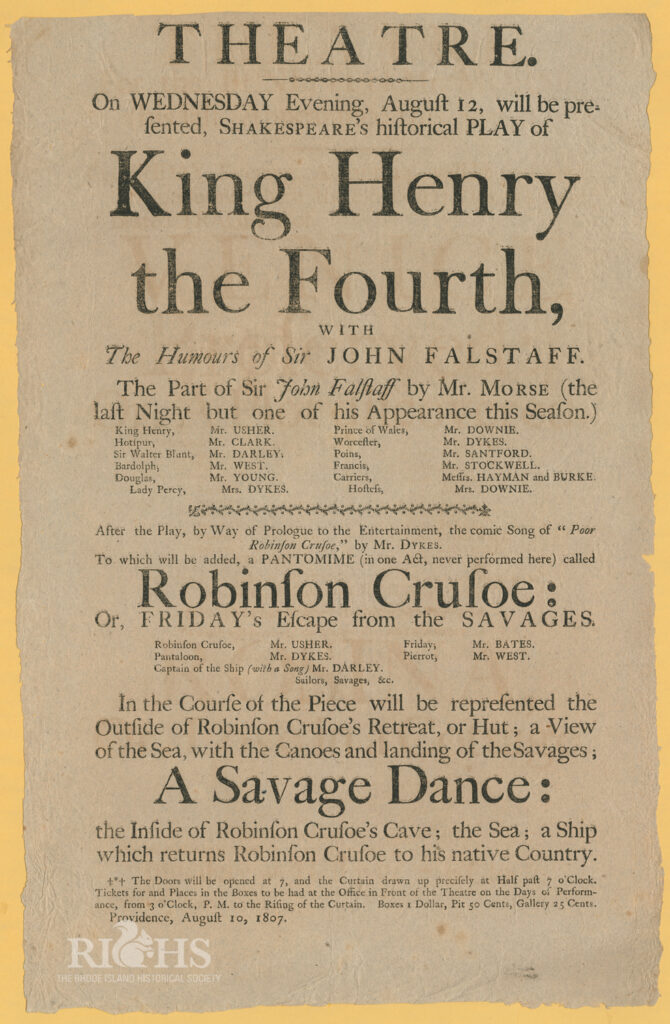 THEATRE.
On WEDNESDAY Evening, Auguſt 12, will be pre-
ſented, SHAKESPEARE's hiſtorical PLAY of
King Henry
the Fourth,
WITH
The Humours of Sir JOHN FALSTAFF.
The Part of Sir John Falſtaff by Mr. MORSE (the
laſt Night but one of his Appearance this Seaſon.)
King Henry, Mr. USHER. Prince of Wales, Mr. DOWNIE.
Hotſpur, Mr. CLARK. Worceſter, Mr. DYKES.
Sir Walter Blunt, Mr. DARLEY. Poins, Mr. SANTFORD.
Bardolph, Mr. WEST. Francis, Mr. STOCKWELL.
Douglas, Mr. YOUNG. Carriers, Meſſrs. HAYMAN and BURKE.
Lady Percy, Mrs. DYKES. Hoſteſs, Mrs. DOWNIE.
After the Play, by Way of Prologue to the Entertainment, the comic Song of “ Poor
Robinſon Cruſoe,” by Mr. DYKES.
To which will be added, a PANTOMIME (in one Act, never performed here) called
Robinſon Cruſoe:
Or, FRIDAY's Eſcape from the SAVAGES.
Robinſon Cruſoe, Mr. USHER. Friday, Mr. BATES.
Pantaloon, Mr. DYKES. Pierrot, Mr. WEST.
Captain of the Ship (with a Song) Mr. DARLEY.
Sailors, Savages, &c.
In the Courſe of the Piece will be repreſented the
Outſide of Robinſon Cruſoe's Retreat, or Hut; a View
of the Sea, with the Canoes and landing of the Savages;
A Savage Dance:
the Inſide of Robinſon Cruſoe's Cave; the Sea; a Ship
which returns Robinſon Cruſoe to his native Country.
‡*‡ The Doors will be opened at 7, and the Curtain drawn up preciſely at Half paſt 7 o'Clock.
Tickets for and Places in the Boxes to be had at the Office in Front of the Theatre on the Days of Perform-
ance, from 3 o'Clock, P. M. to the Riſing of the Curtain. Boxes 1 Dollar, Pit 50 Cents, Gallery 25 Cents.
Providence, Auguſt 10, 1807.
RIHS
THE RHODE ISLAND HISTORICAL SOCIETY